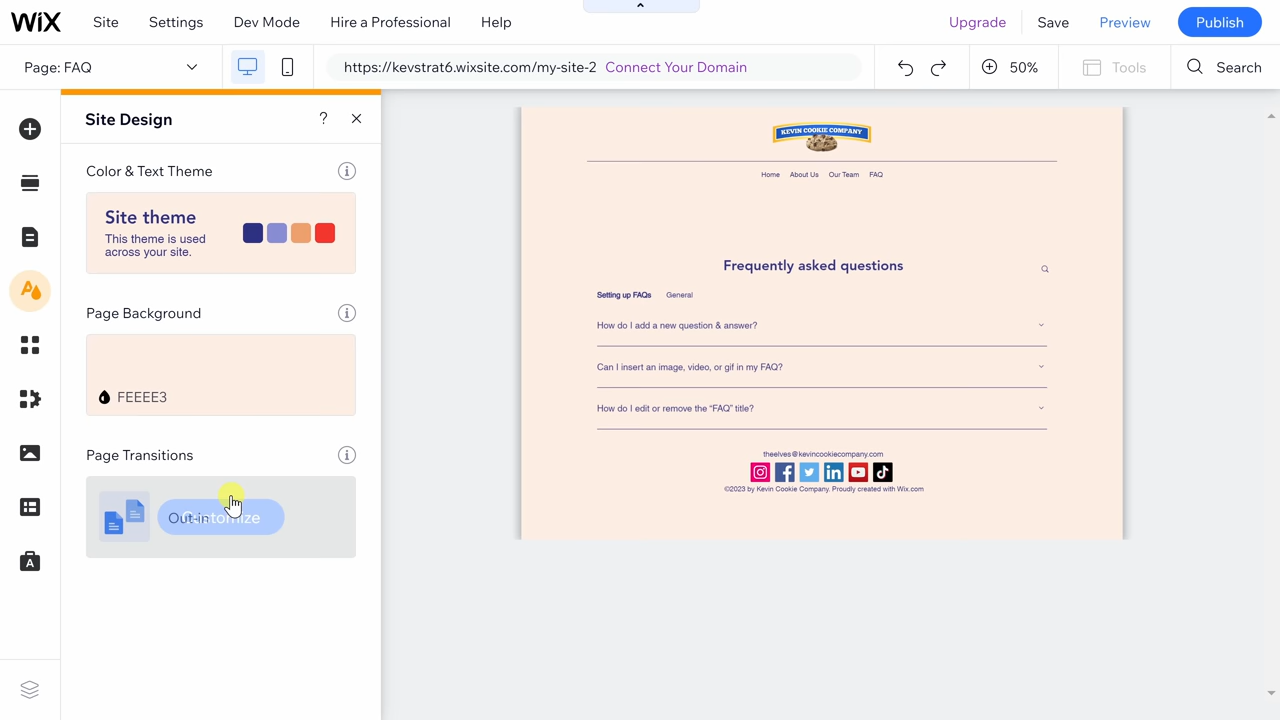 WiX Site Settings Dev Mode Hire a Professional Help Upgrade Save Preview Publish
Page: FAQ https://kevstrat6.wixsite.com/my-site-2 Connect Your Domain 50% Tools Search
Site Design ?
Color & Text Theme
Site theme
This theme is used
across your site.
Page Background
FEEEE3
Page Transitions
Out-in
Customize
KEVIN COOKIE COMPANY
Home About Us Our Team FAQ
Frequently asked questions
Setting up FAQs General
How do I add a new question & answer?
Can I insert an image, video, or gif in my FAQ?
How do I edit or remove the “FAQ” title?
theelves@kevincookiecompany.com
©2023 by Kevin Cookie Company. Proudly created with Wix.com